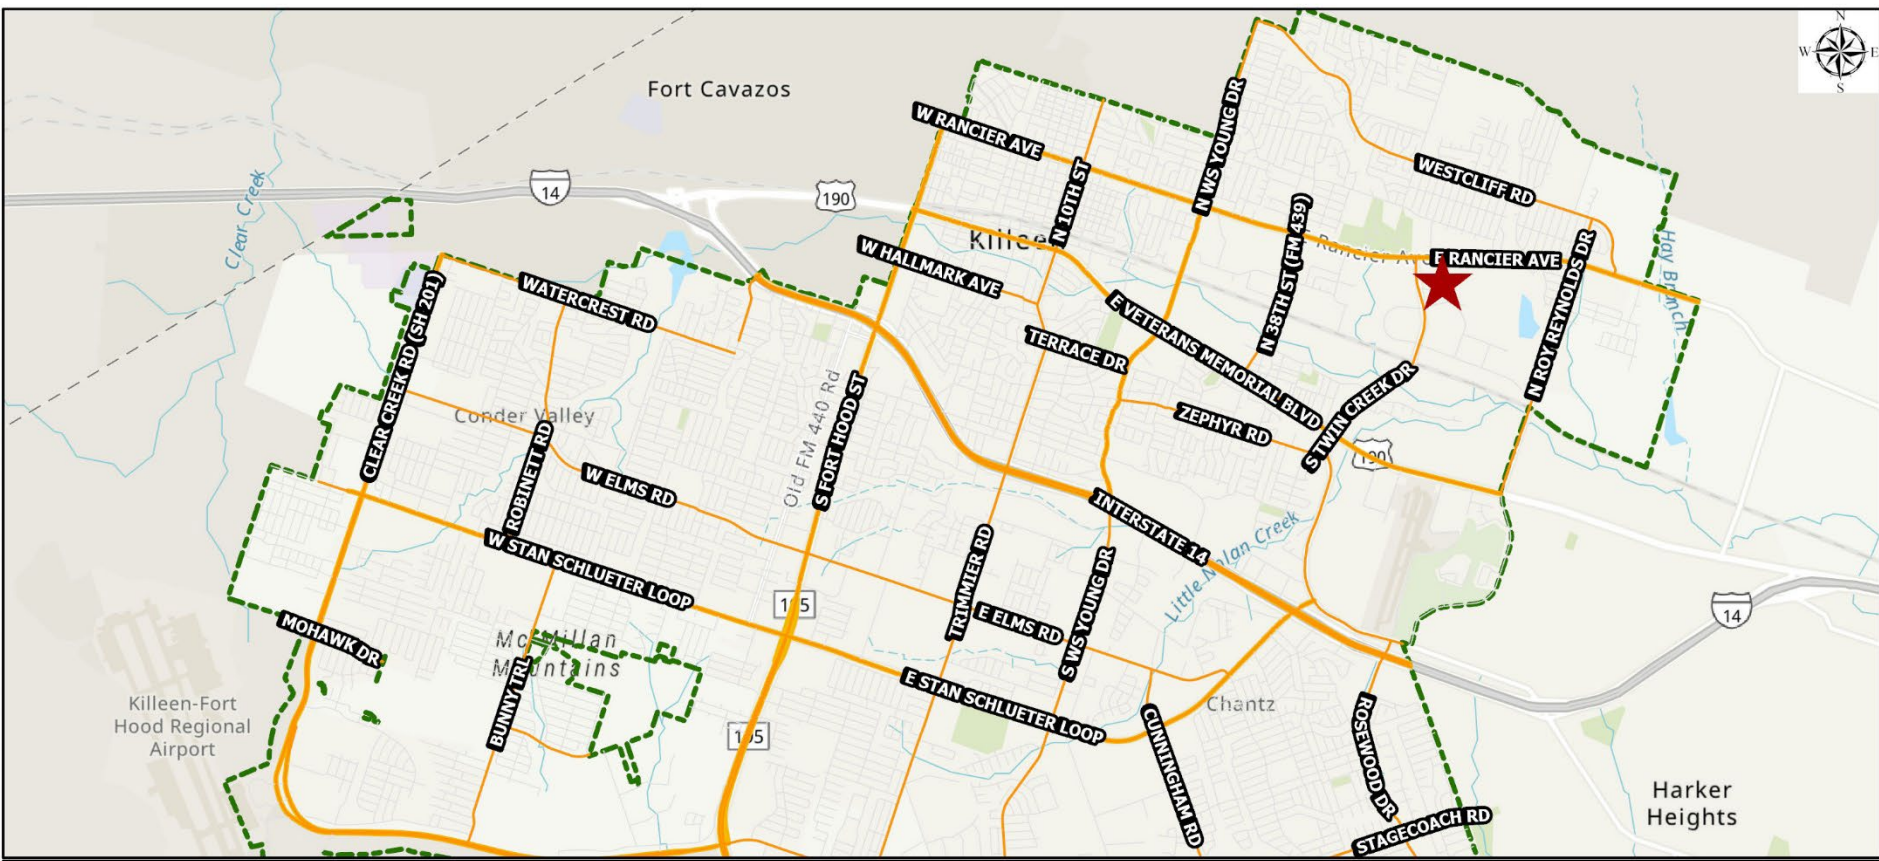 N
W
E
S
Fort Cavazos
W RANCIER AVE
N WS YOUNG DR
WESTCLIFF RD
N 10TH ST
14
190
Clear Creek
N 38TH ST (FM 439)
Hay Branch
Killee
W HALLMARK AVE
Rancier Ave
E RANCIER AVE
N ROY REYNOLDS DR
WATERCREST RD
CLEAR CREEK RD (SH 201)
E VETERANS MEMORIAL BLVD
TERRACE DR
S TWIN CREEK DR
Conder Valley
Old FM 440 Rd
S FORT HOOD ST
ZEPHYR RD
190
ROBINETT RD
W ELMS RD
INTERSTATE 14
Little Nolan Creek
W STAN SCHLUETER LOOP
TRIMMIER RD
S WS YOUNG DR
195
14
E ELMS RD
MOHAWK DR
McMillan
Mountains
BUNNY TRL
E STAN SCHLUETER LOOP
Chantz
CUNNINGHAM RD
ROSEWOOD DR
Killeen-Fort
Hood Regional
Airport
195
Harker
Heights
STAGECOACH RD